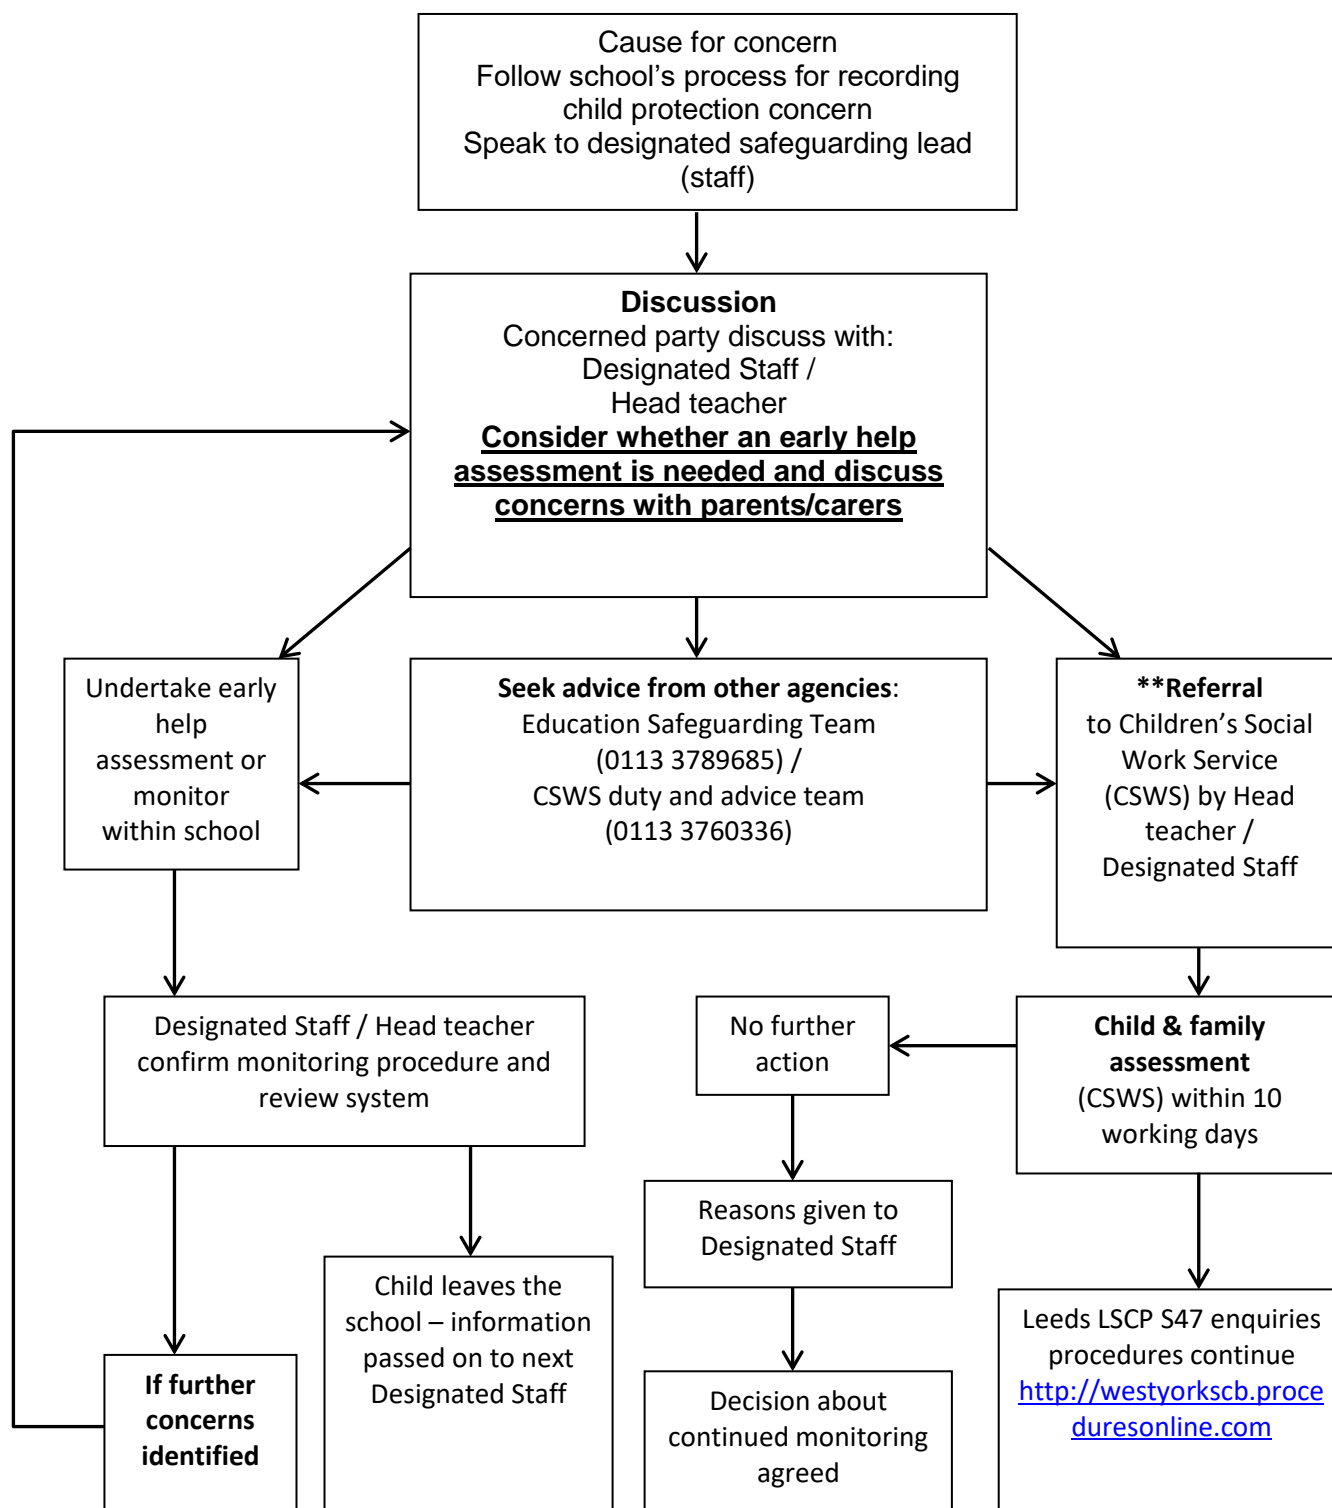 Cause for concern
Follow school’s process for recording
child protection concern
Speak to designated safeguarding lead
(staff)
Discussion
Concerned party discuss with:
Designated Staff /
Head teacher
Consider whether an early help
assessment is needed and discuss
concerns with parents/carers
Undertake early
help
assessment or
monitor
within school
Seek advice from other agencies:
Education Safeguarding Team
(0113 3789685) /
CSWS duty and advice team
(0113 3760336)
**Referral
to Children’s Social
Work Service
(CSWS) by Head
teacher /
Designated Staff
Designated Staff / Head teacher
confirm monitoring procedure and
review system
No further
action
Child & family
assessment
(CSWS) within 10
working days
Reasons given to
Designated Staff
Child leaves the
school – information
passed on to next
Designated Staff
Leeds LSCP S47 enquiries
procedures continue
http://westyorkscb.proce
duresonline.com
If further
concerns
identified
Decision about
continued monitoring
agreed